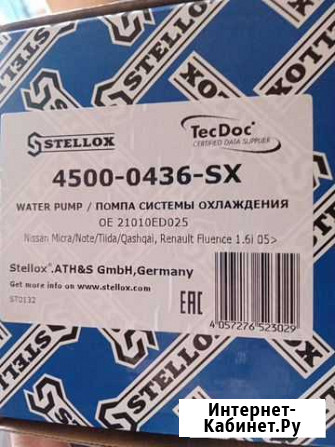 STELLOX
STELLOX
TecDoc
CERTIFIED DATA SUPPLIER
4500-0436-SX
WATER PUMP / ПОМПА СИСТЕМЫ ОХЛАЖДЕНИЯ
OE 21010ED025
Nissan Micra/Note/Tiida/Qashqai, Renault Fluence 1.6i 05>
Stellox®.ATH&S GmbH,Germany
Get more info on www.stellox.com
ST0132
EAC
4 057276 523029
Интернет-
Кабинет.Ру